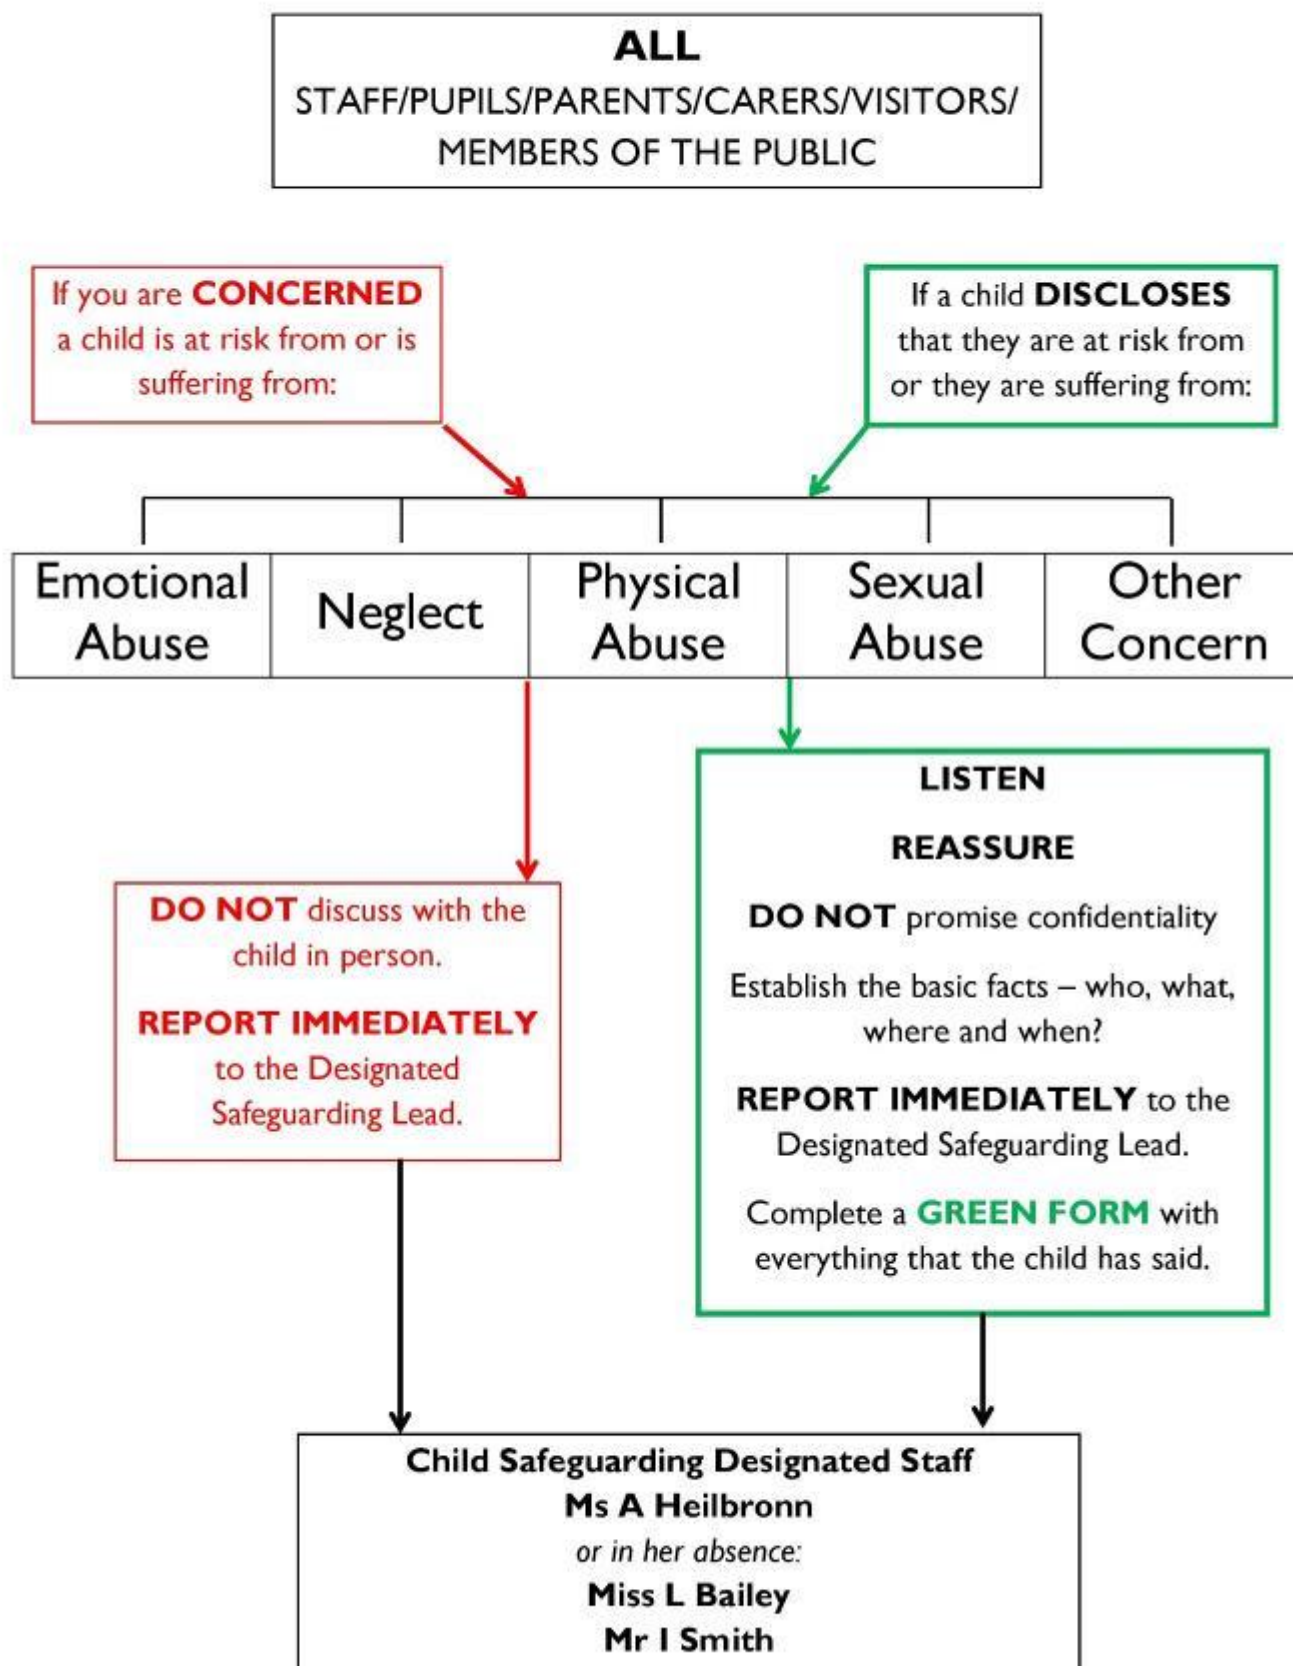 ALL
STAFF/PUPILS/PARENTS/CARERS/VISITORS/
MEMBERS OF THE PUBLIC
If you are CONCERNED
a child is at risk from or is
suffering from:
If a child DISCLOSES
that they are at risk from
or they are suffering from:
Emotional
Abuse
Neglect
Physical
Abuse
Sexual
Abuse
Other
Concern
DO NOT discuss with the
child in person.
REPORT IMMEDIATELY
to the Designated
Safeguarding Lead.
LISTEN
REASSURE
DO NOT promise confidentiality
Establish the basic facts – who, what,
where and when?
REPORT IMMEDIATELY to the
Designated Safeguarding Lead.
Complete a GREEN FORM with
everything that the child has said.
Child Safeguarding Designated Staff
Ms A Heilbronn
or in her absence:
Miss L Bailey
Mr I Smith